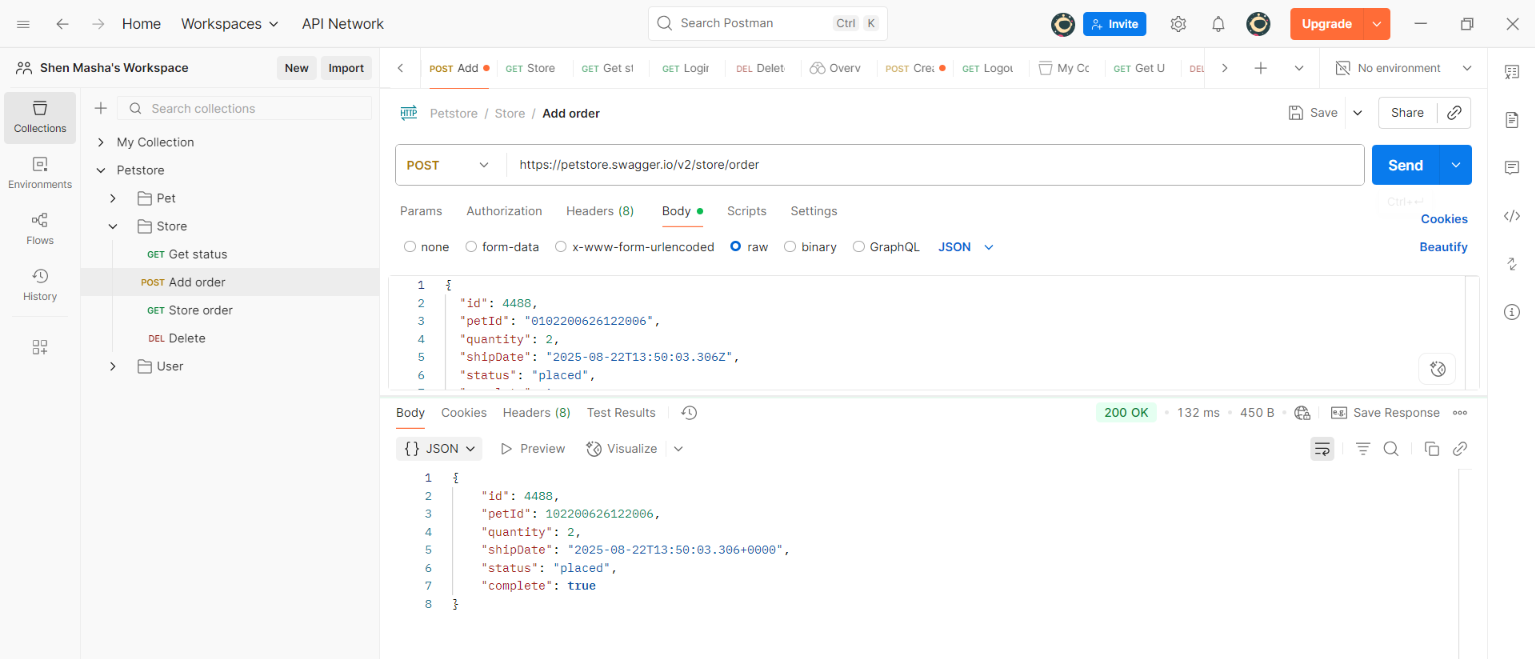 Home Workspaces API Network Search Postman Ctrl K Invite Upgrade
Shen Masha's Workspace New Import
POST Add GET Store GET Get st GET Login DEL Delet Overv POST Crea GET Logou My Cc GET Get U DEL No environment
Collections
Environments
Flows
History
Search collections
My Collection
Petstore
Pet
Store
GET Get status
POST Add order
GET Store order
DEL Delete
User
HTTP Petstore / Store / Add order Save Share
POST https://petstore.swagger.io/v2/store/order Send
Ctrl+↵
Params Authorization Headers (8) Body Scripts Settings Cookies
none form-data x-www-form-urlencoded raw binary GraphQL JSON Beautify
1 {
2 "id": 4488,
3 "petId": "0102200626122006",
4 "quantity": 2,
5 "shipDate": "2025-08-22T13:50:03.306Z",
6 "status": "placed",
Body Cookies Headers (8) Test Results 200 OK • 132 ms • 450 B • e.g. Save Response
{} JSON Preview Visualize
1 {
2 "id": 4488,
3 "petId": 102200626122006,
4 "quantity": 2,
5 "shipDate": "2025-08-22T13:50:03.306+0000",
6 "status": "placed",
7 "complete": true
8 }